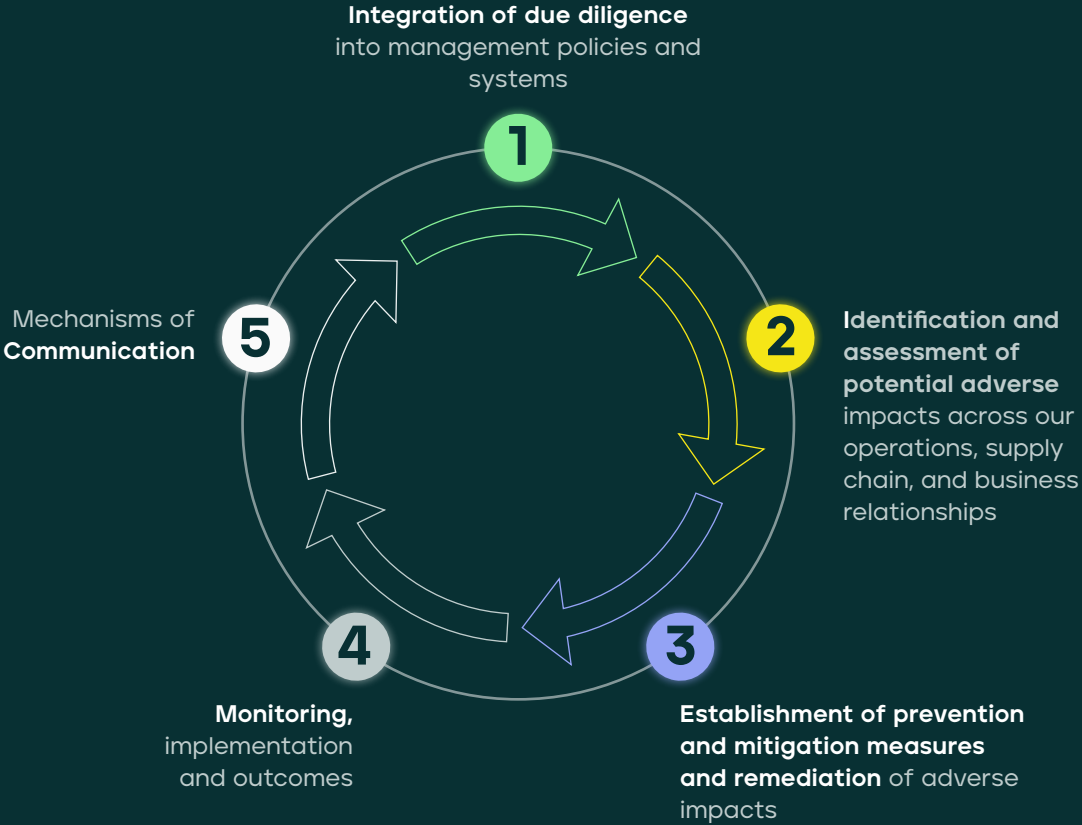 Integration of due diligence
into management policies and
systems
1
2
Identification and
assessment of
potential adverse
impacts across our
operations, supply
chain, and business
relationships
3
Establishment of prevention
and mitigation measures
and remediation of adverse
impacts
4
Monitoring,
implementation
and outcomes
5
Mechanisms of
Communication